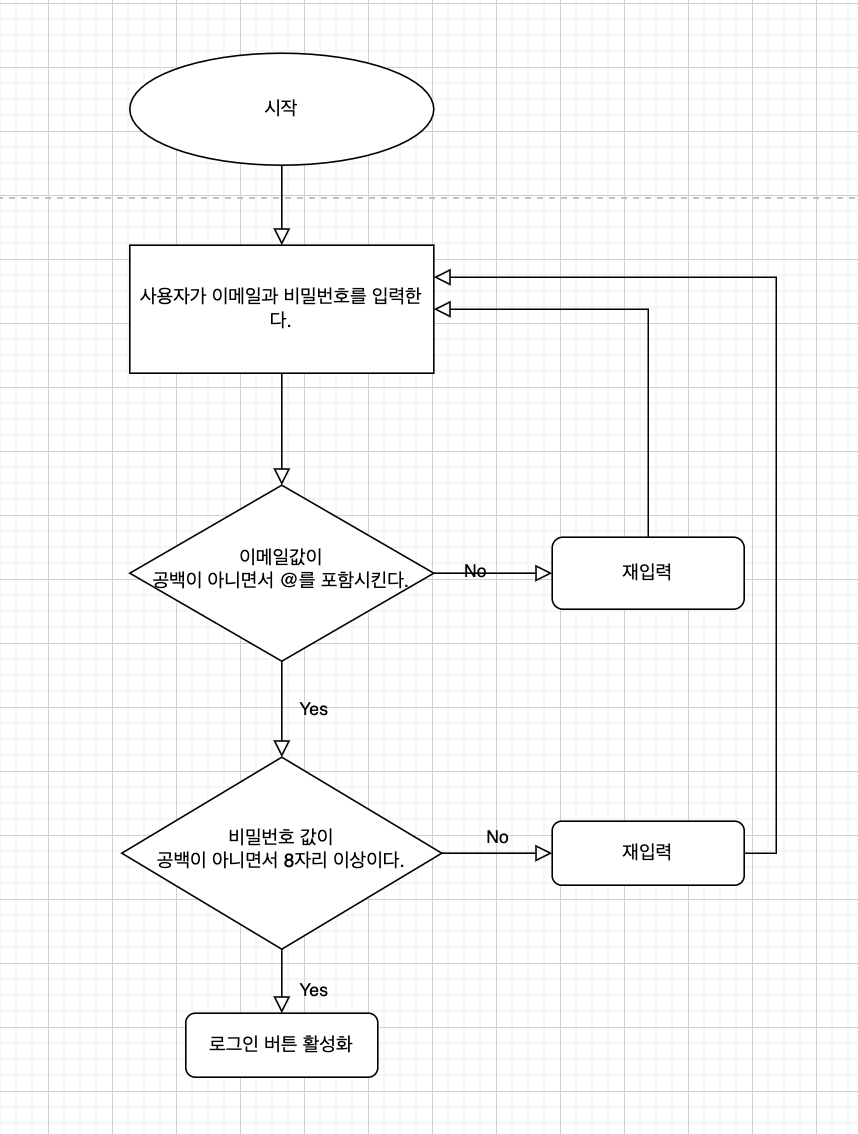 시작
사용자가 이메일과 비밀번호를 입력한
다.
이메일값이
공백이 아니면서 @를 포함시킨다.
No
재입력
Yes
비밀번호 값이
공백이 아니면서 8자리 이상이다.
No
재입력
Yes
로그인 버튼 활성화